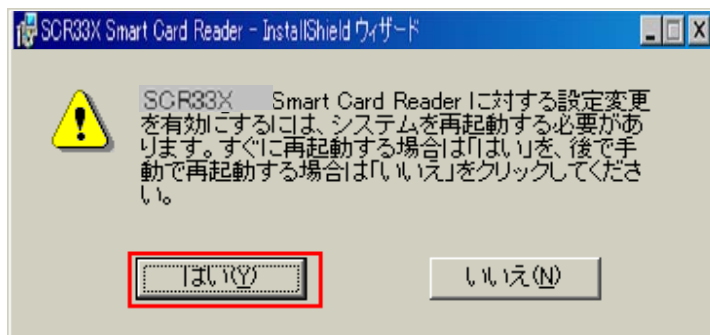 SCR33X Smart Card Reader - InstallShield ウィザード
SCR33X Smart Card Reader に対する設定変更
を有効にするには、システムを再起動する必要があ
ります。すぐに再起動する場合は「はい」を、後で手
動で再起動する場合は「いいえ」をクリックしてくださ
い。
はい(Y) いいえ(N)